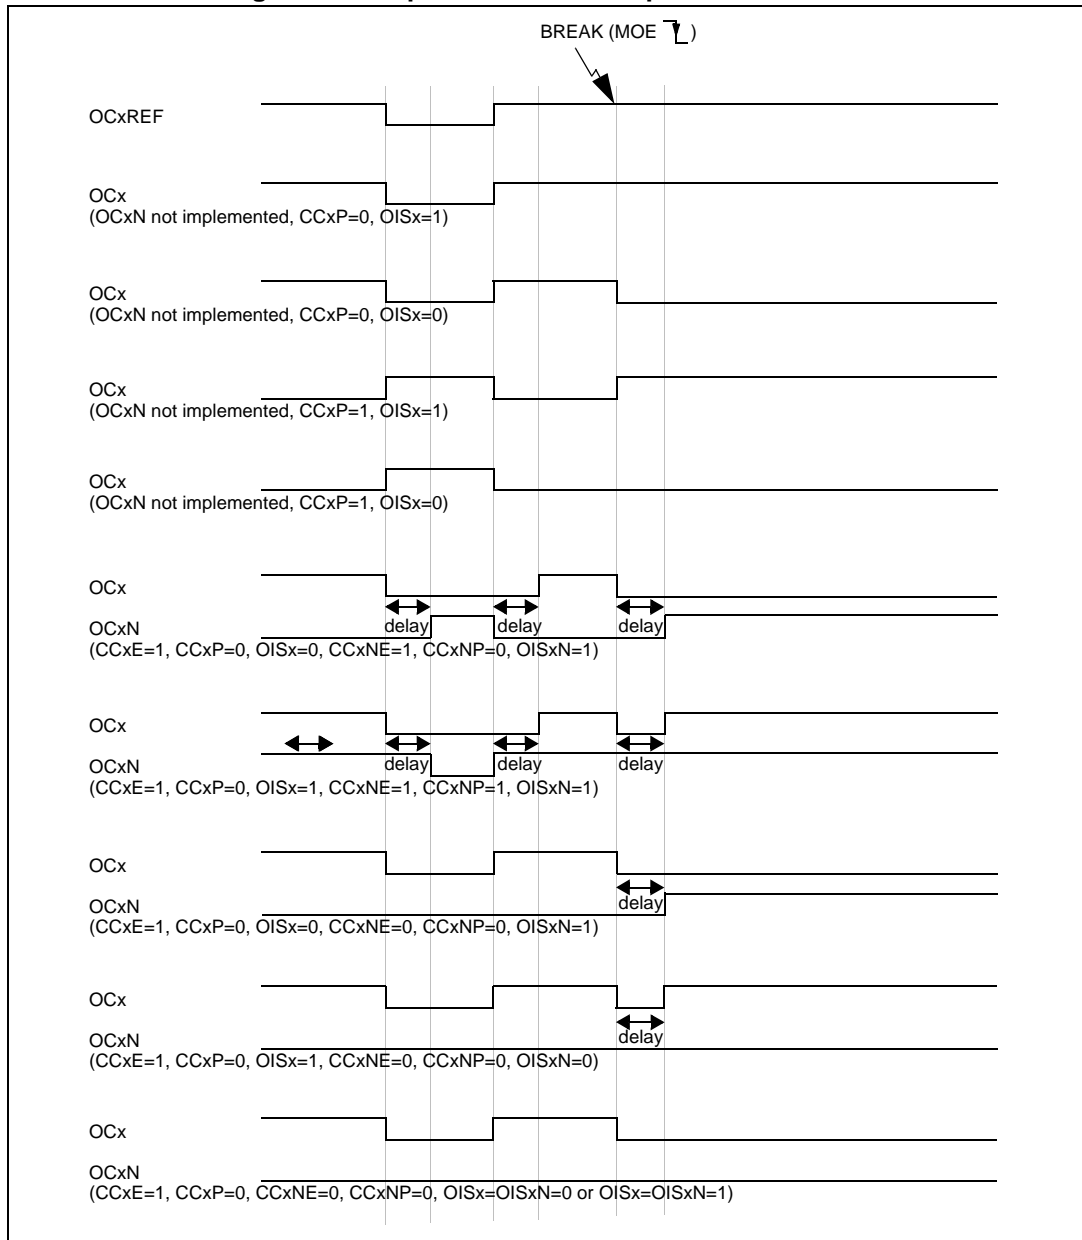 BREAK (MOE )
OCxREF
OCx
(OCxN not implemented, CCxP=0, OISx=1)
OCx
(OCxN not implemented, CCxP=0, OISx=0)
OCx
(OCxN not implemented, CCxP=1, OISx=1)
OCx
(OCxN not implemented, CCxP=1, OISx=0)
OCx
OCxN delay delay delay
(CCxE=1, CCxP=0, OISx=0, CCxNE=1, CCxNP=0, OISxN=1)
OCx
OCxN delay delay delay
(CCxE=1, CCxP=0, OISx=1, CCxNE=1, CCxNP=1, OISxN=1)
OCx
OCxN delay
(CCxE=1, CCxP=0, OISx=0, CCxNE=0, CCxNP=0, OISxN=1)
OCx
OCxN delay
(CCxE=1, CCxP=0, OISx=1, CCxNE=0, CCxNP=0, OISxN=0)
OCx
OCxN
(CCxE=1, CCxP=0, CCxNE=0, CCxNP=0, OISx=OISxN=0 or OISx=OISxN=1)